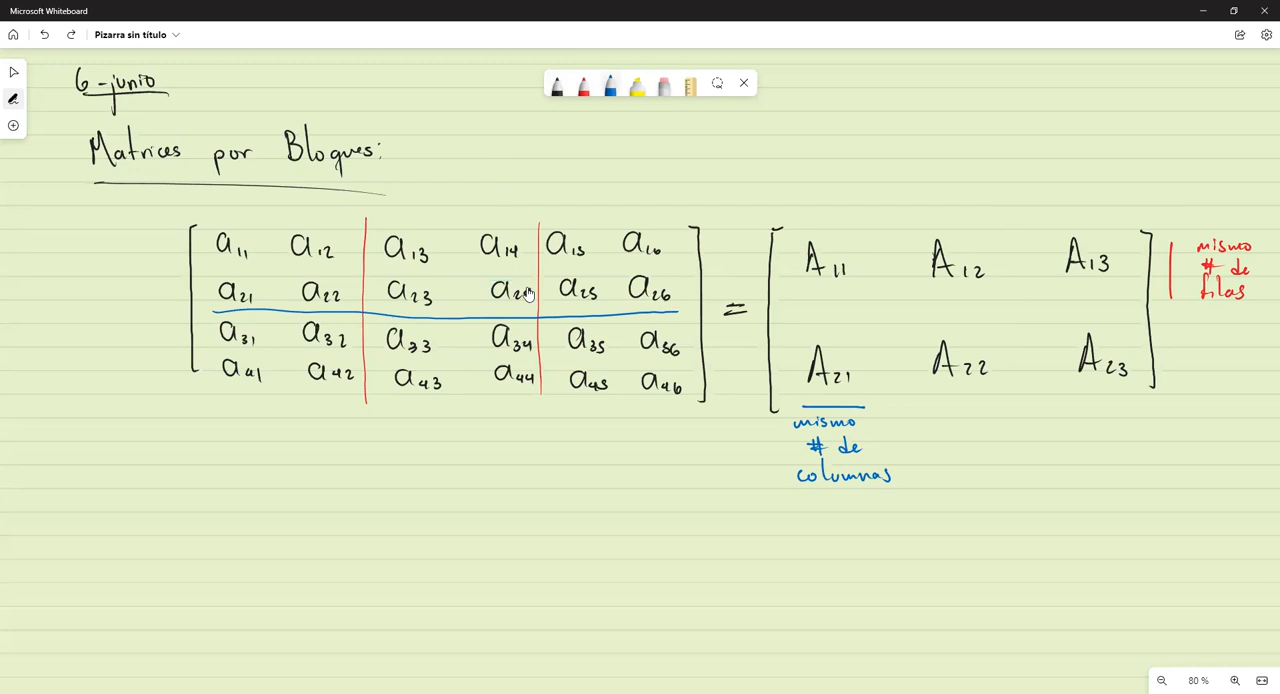 Microsoft Whiteboard
Pizarra sin título
6-junio
Matrices por Bloques:
a11 a12 a13 a14 a15 a16 A11 A12 A13
a21 a22 a23 a25 a26 =
a31 a32 a33 a34 a35 a36
a41 a42 a43 a44 a45 a46 A21 A22 A23
mismo
# de
filas
mismo
# de
columnas
80 %